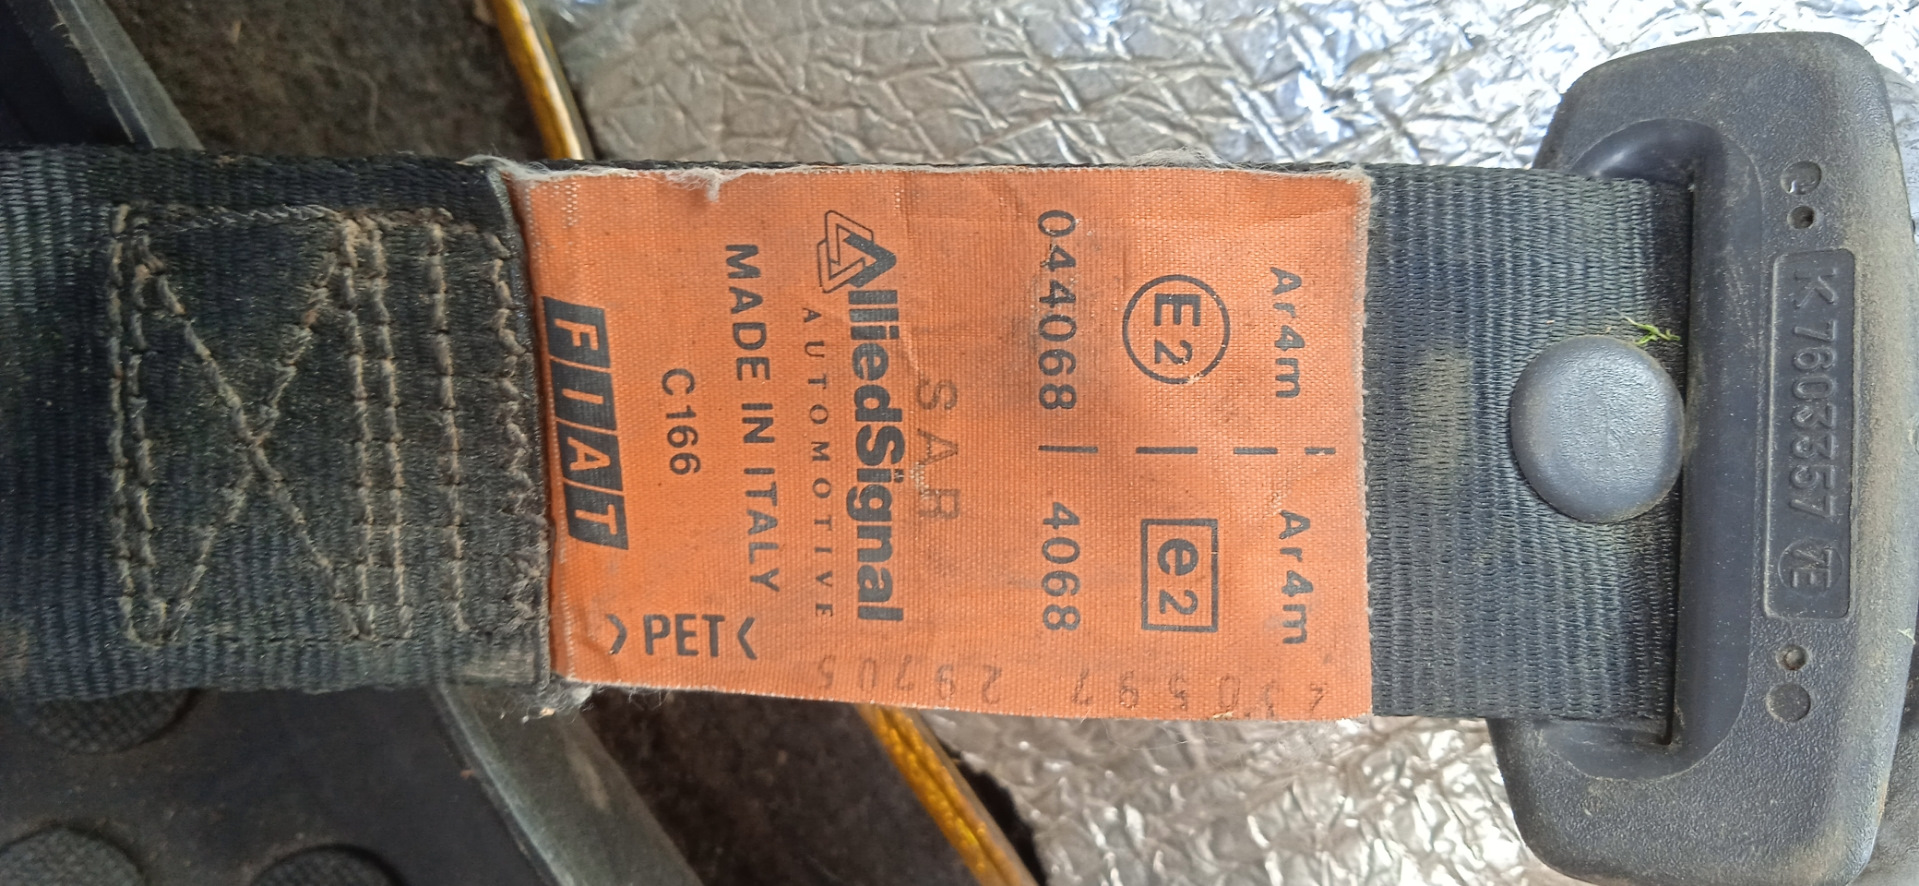 K 7603357
Ar4m | Ar4m
E2 | e2
044068 | 4068
SAR
AlliedSignal
AUTOMOTIVE
MADE IN ITALY
C166
FIAT
>PET<